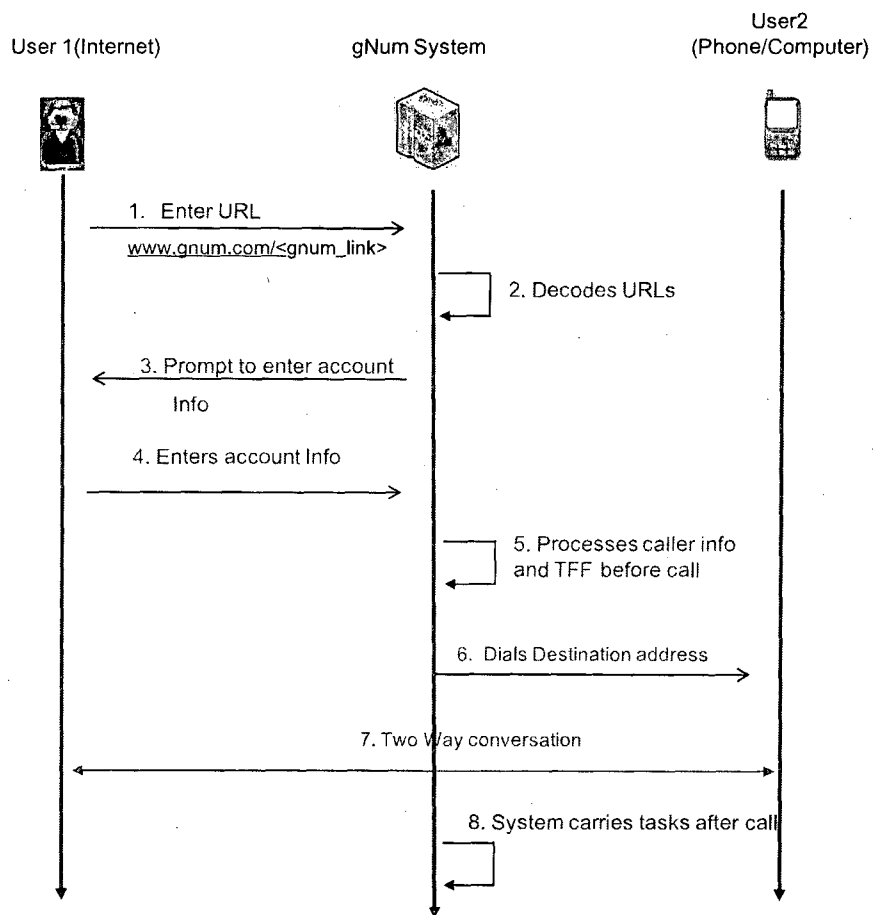 User2
User 1(Internet) gNum System (Phone/Computer)
1. Enter URL
www.gnum.com/<gnum_link>
2. Decodes URLs
3. Prompt to enter account
Info
4. Enters account Info
5. Processes caller info
and TFF before call
6. Dials Destination address
7. Two Way conversation
8. System carries tasks after call